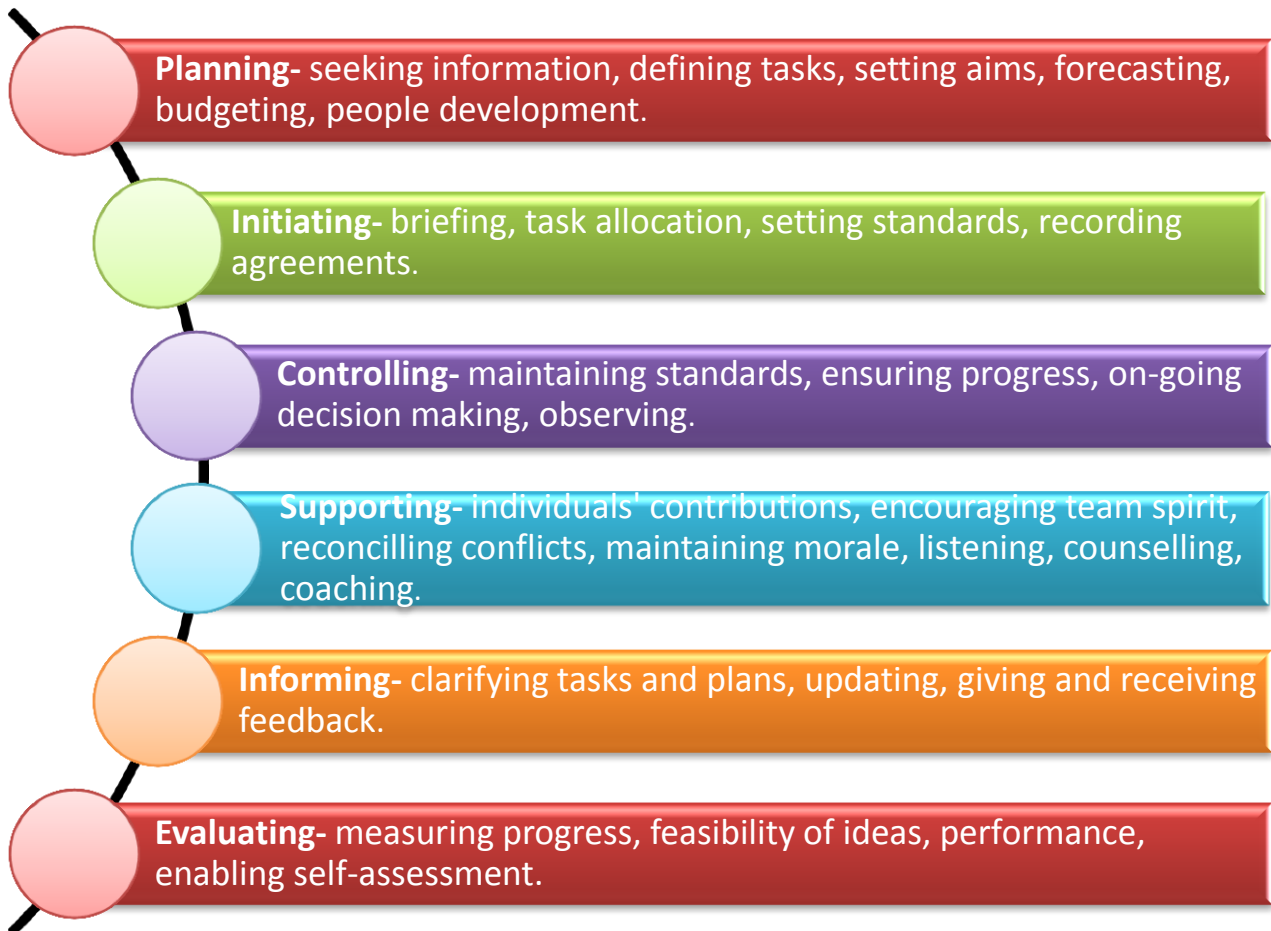 Planning- seeking information, defining tasks, setting aims, forecasting,
budgeting, people development.
Initiating- briefing, task allocation, setting standards, recording
agreements.
Controlling- maintaining standards, ensuring progress, on-going
decision making, observing.
Supporting- individuals' contributions, encouraging team spirit,
reconcilling conflicts, maintaining morale, listening, counselling,
coaching.
Informing- clarifying tasks and plans, updating, giving and receiving
feedback.
Evaluating- measuring progress, feasibility of ideas, performance,
enabling self-assessment.